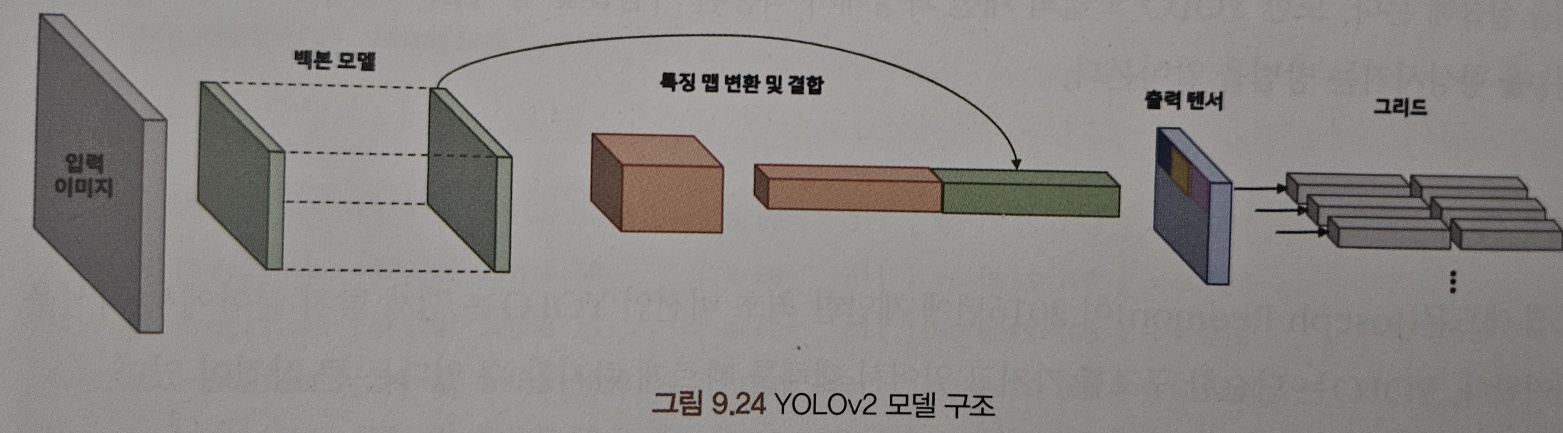 백본 모델
특징 맵 변환 및 결합
출력 텐서
그리드
입력
이미지
그림 9.24 YOLOv2 모델 구조